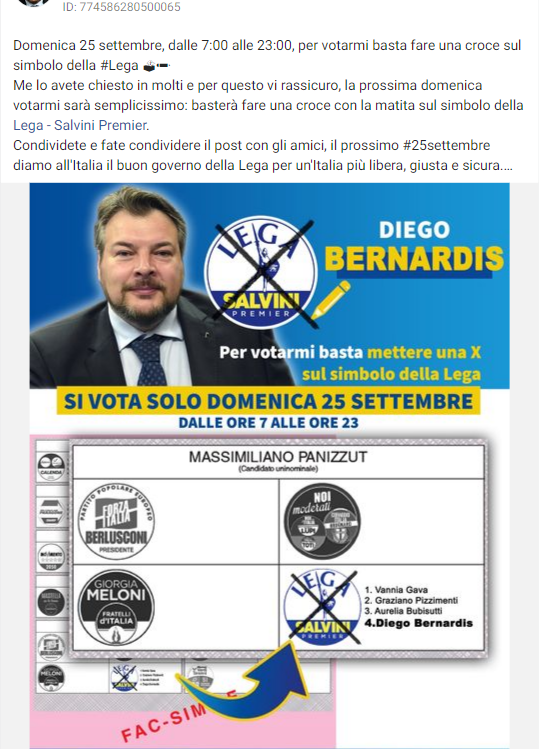 ID: 774586280500065
Domenica 25 settembre, dalle 7:00 alle 23:00, per votarmi basta fare una croce sul
simbolo della #Lega
Me lo avete chiesto in molti e per questo vi rassicuro, la prossima domenica
votarmi sarà semplicissimo: basterà fare una croce con la matita sul simbolo della
Lega - Salvini Premier.
Condividete e fate condividere il post con gli amici, il prossimo #25settembre
diamo all'Italia il buon governo della Lega per un'Italia più libera, giusta e sicura....
LEGA
SALVINI
PREMIER
DIEGO
BERNARDIS
Per votarmi basta mettere una X
sul simbolo della Lega
SI VOTA SOLO DOMENICA 25 SETTEMBRE
DALLE ORE 7 ALLE ORE 23
MASSIMILIANO PANIZZUT
(Candidato uninominale)
PARTITO POPOLARE EUROPEO
FORZA
ITALIA
BERLUSCONI
PRESIDENTE
NOI
moderati
GIORGIA
MELONI
FRATELLI
d'ITALIA
LEGA
SALVINI
PREMIER
1. Vannia Gava
2. Graziano Pizzimenti
3. Aurelia Bubisutti
4.Diego Bernardis
CALENDA
MELONI
LEGA
FAC-SIM